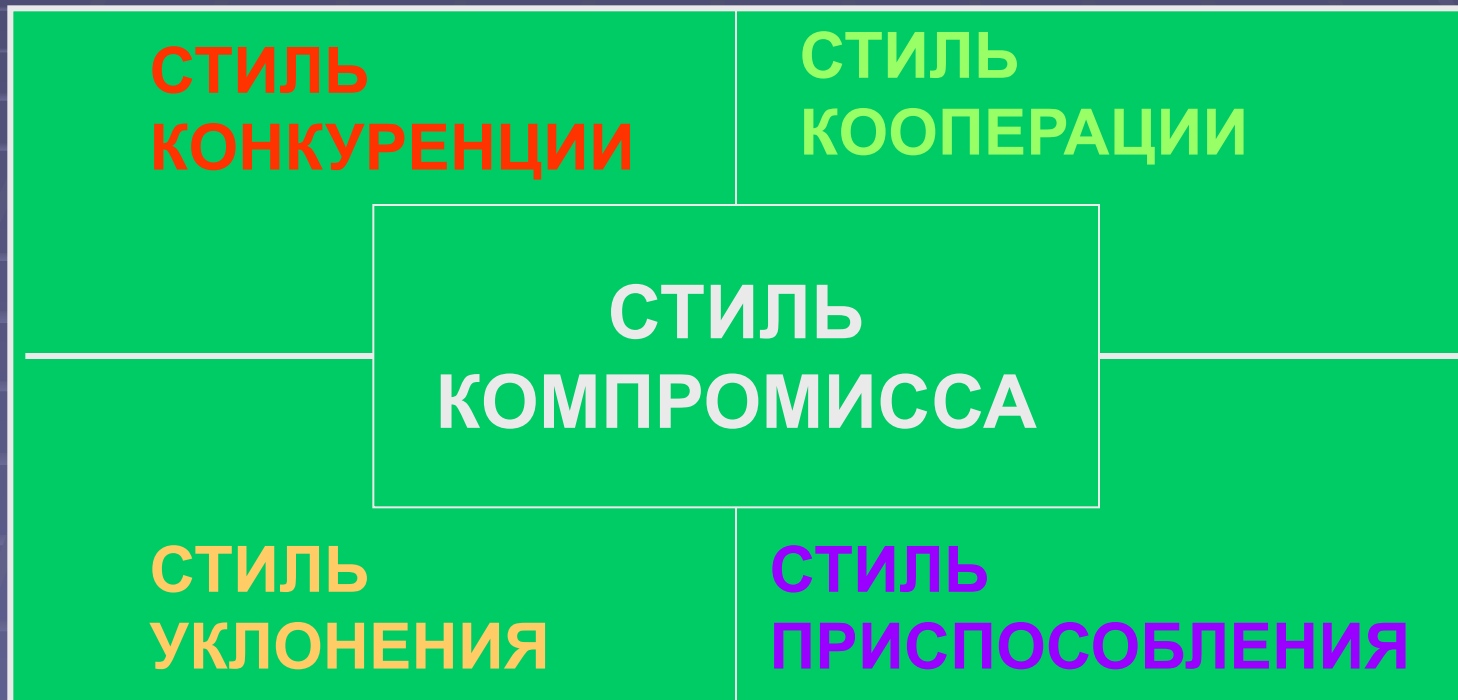 СТИЛЬ
КОНКУРЕНЦИИ
СТИЛЬ
КООПЕРАЦИИ
СТИЛЬ
КОМПРОМИССА
СТИЛЬ
УКЛОНЕНИЯ
СТИЛЬ
ПРИСПОСОБЛЕНИЯ